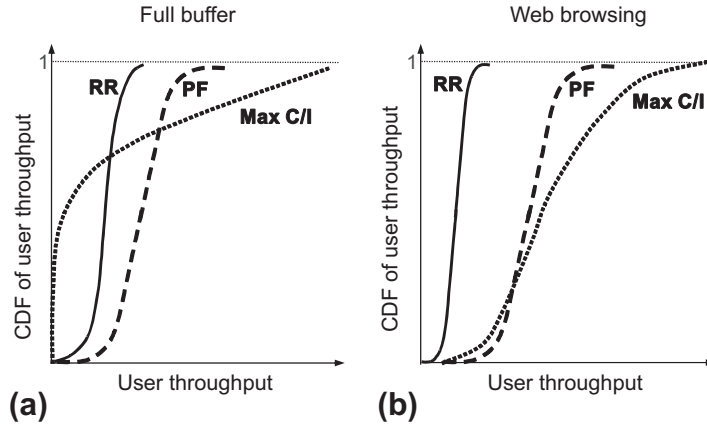 Full buffer
1
RR
PF
Max C/I
CDF of user throughput
User throughput
(a)
Web browsing
1
RR
PF
Max C/I
CDF of user throughput
User throughput
(b)